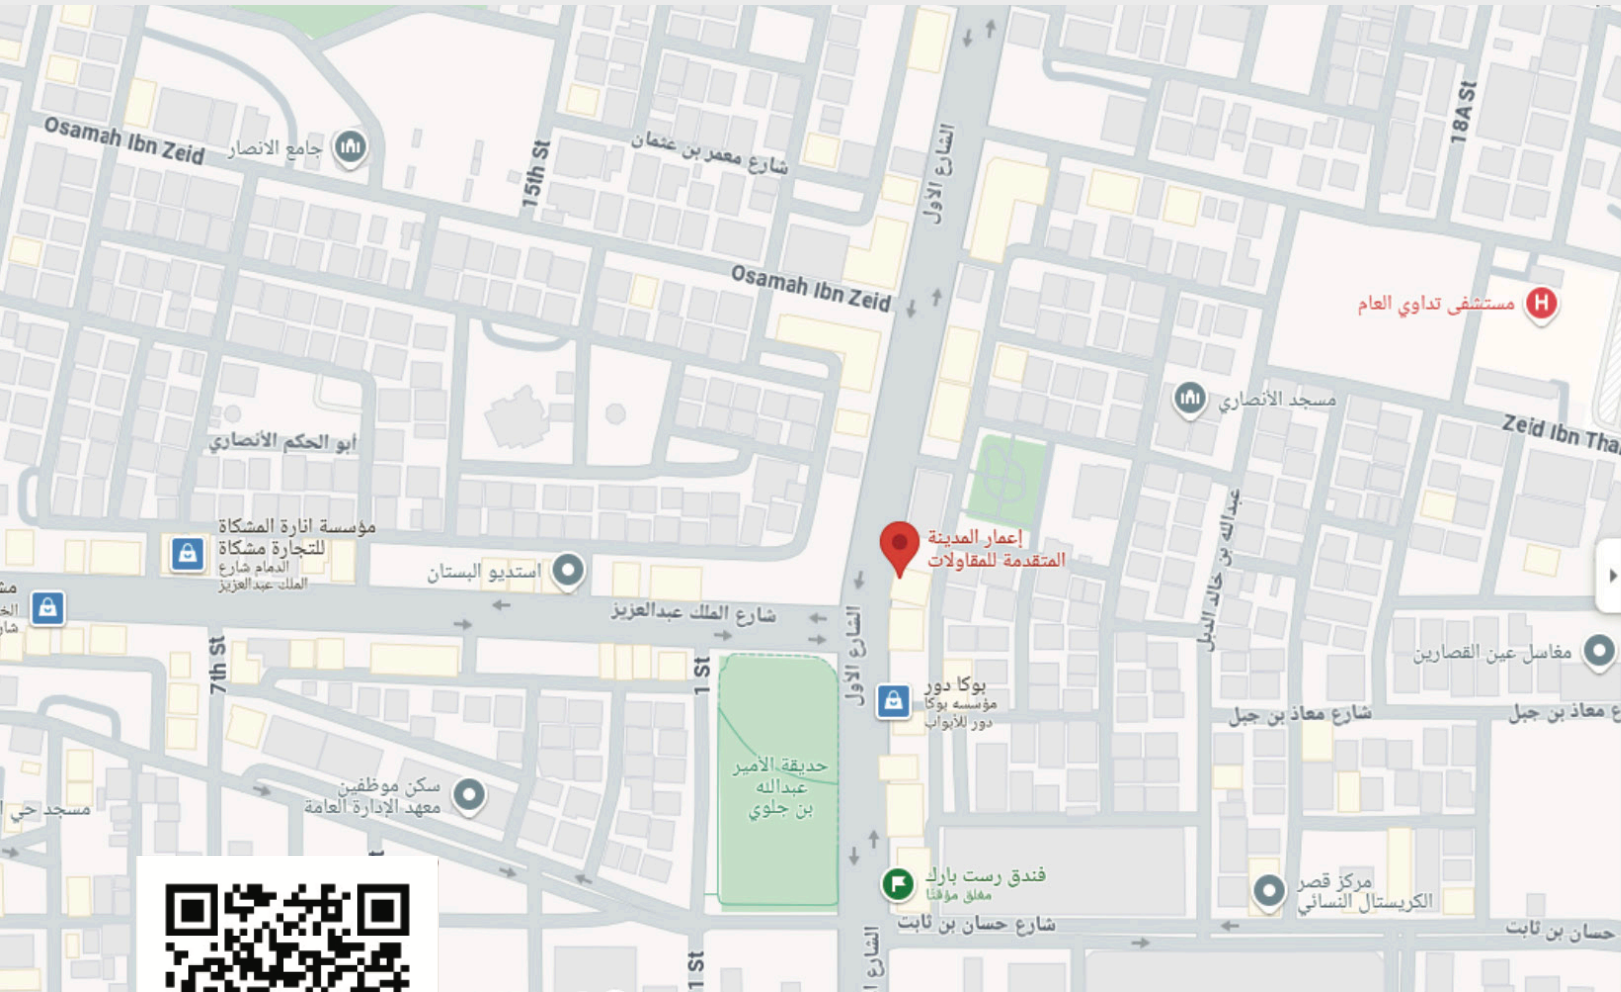 18A St
Osamah Ibn Zeid
جامع الانصار
15th St
شارع معمر بن عثمان
الشارع الأول
Osamah Ibn Zeid
مستشفى تداوي العام
H
مسجد الأنصاري
Zeid Ibn Tha
أبو الحكم الأنصاري
عبدالله بن خالد الدبل
مؤسسة انارة المشكاة
للتجارة مشكاة
الدمام شارع
الملك عبدالعزيز
استديو البستان
إعمار المدينة
المتقدمة للمقاولات
شارع الملك عبدالعزيز
الشارع الأول
7th St
1 St
مغاسل عين القصارين
بوكا دور
مؤسسه بوكا
دور للأبواب
شارع معاذ بن جبل
ع معاذ بن جبل
حديقة الأمير
عبدالله
بن جلوي
سكن موظفين
معهد الإدارة العامة
مسجد حي ا
فندق رست بارك
مغلق مؤقتًا
مركز قصر
الكريستال النسائي
شارع حسان بن ثابت
حسان بن ثابت
1 St
الشارع ا